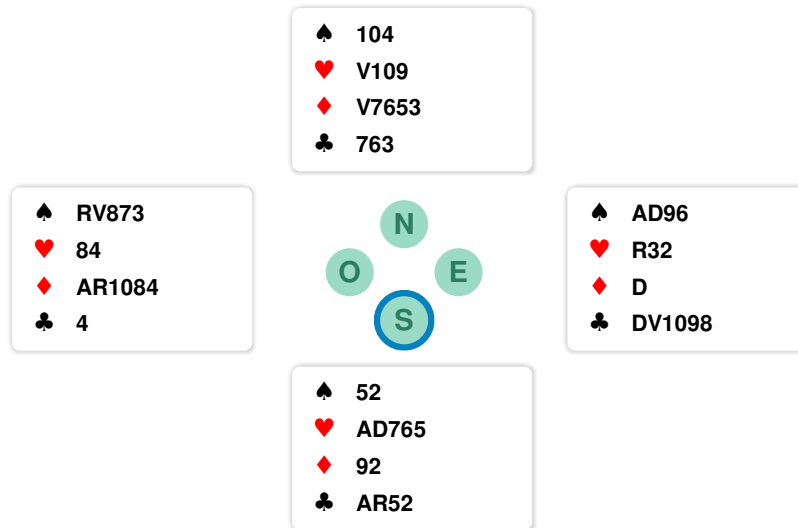 ♠ 104
♥ V109
♦ V7653
♣ 763
♠ RV873
♥ 84
♦ AR1084
♣ 4
N
O E
S
♠ AD96
♥ R32
♦ D
♣ DV1098
♠ 52
♥ AD765
♦ 92
♣ AR52